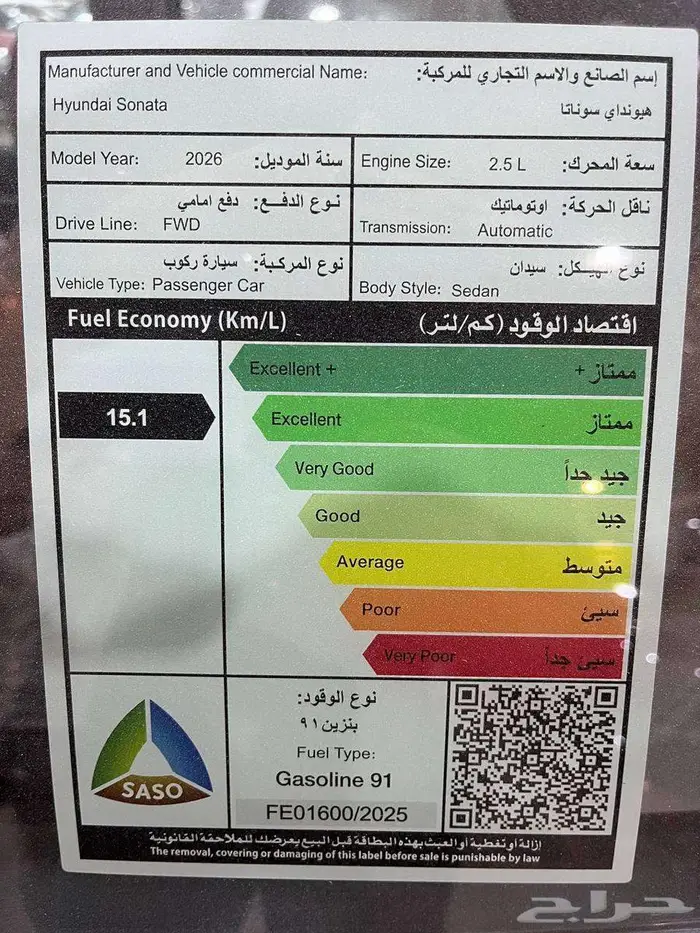 Manufacturer and Vehicle commercial Name: إسم الصانع والاسم التجاري للمركبة:
Hyundai Sonata هيونداي سوناتا
Model Year: 2026 سنة الموديل:
Engine Size: 2.5 L سعة المحرك:
نوع الدفـع: دفع امامي
Drive Line: FWD
ناقل الحركة: اوتوماتيك
Transmission: Automatic
نوع المركبة: سيارة ركوب
Vehicle Type: Passenger Car
نوع الهيكل: سيدان
Body Style: Sedan
Fuel Economy (Km/L) اقتصاد الوقود (كم/لتر)
15.1
Excellent + ممتاز +
Excellent ممتاز
Very Good جيد جداً
Good جيد
Average متوسط
Poor سيئ
Very Poor سيئ جداً
SASO
نوع الوقود:
بنزين ٩١
Fuel Type:
Gasoline 91
FE01600/2025
إزالة أو تغطية أو العبث بهذه البطاقة قبل البيع يعرضك للملاحقة القانونية
The removal, covering or damaging of this label before sale is punishable by law
حراج